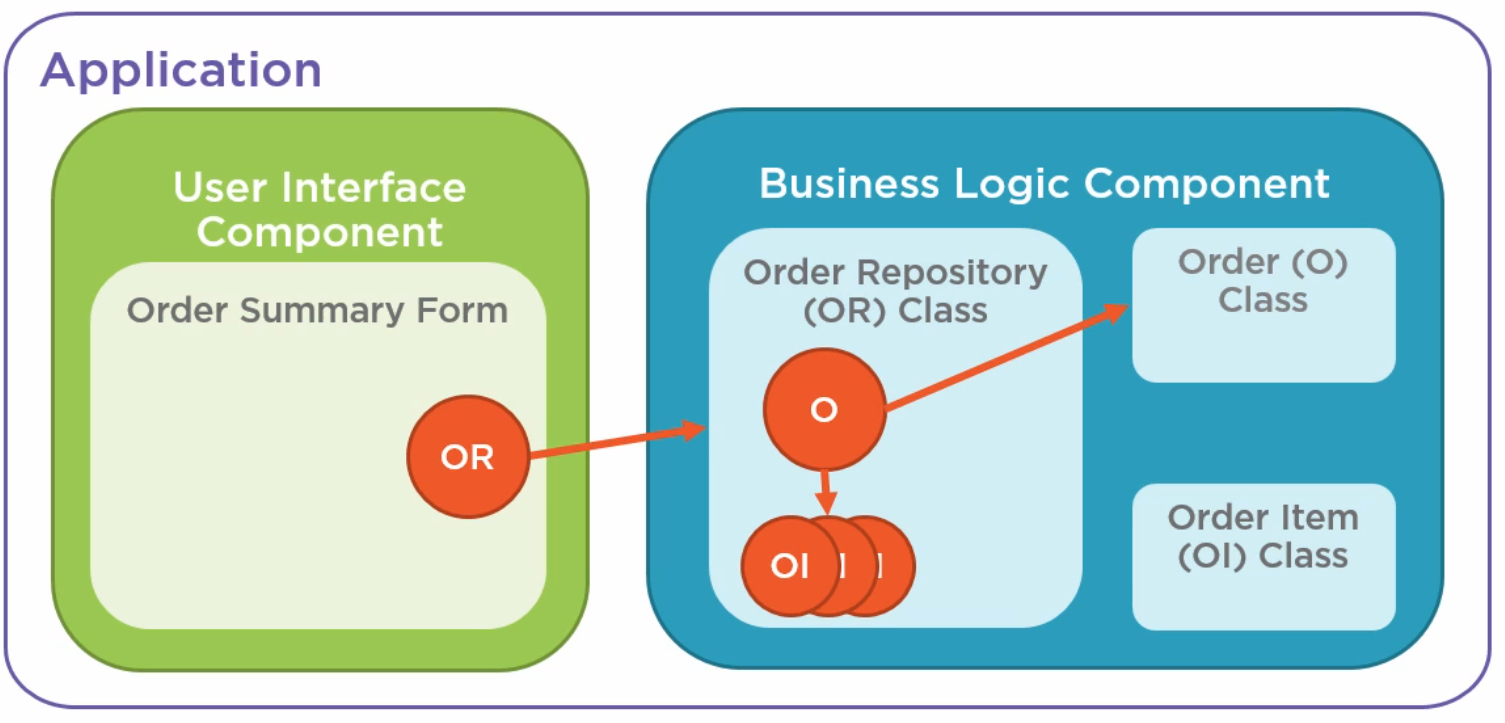 Application
User Interface
Component
Order Summary Form
OR
Business Logic Component
Order Repository
(OR) Class
O
OI
I
I
Order (O)
Class
Order Item
(OI) Class